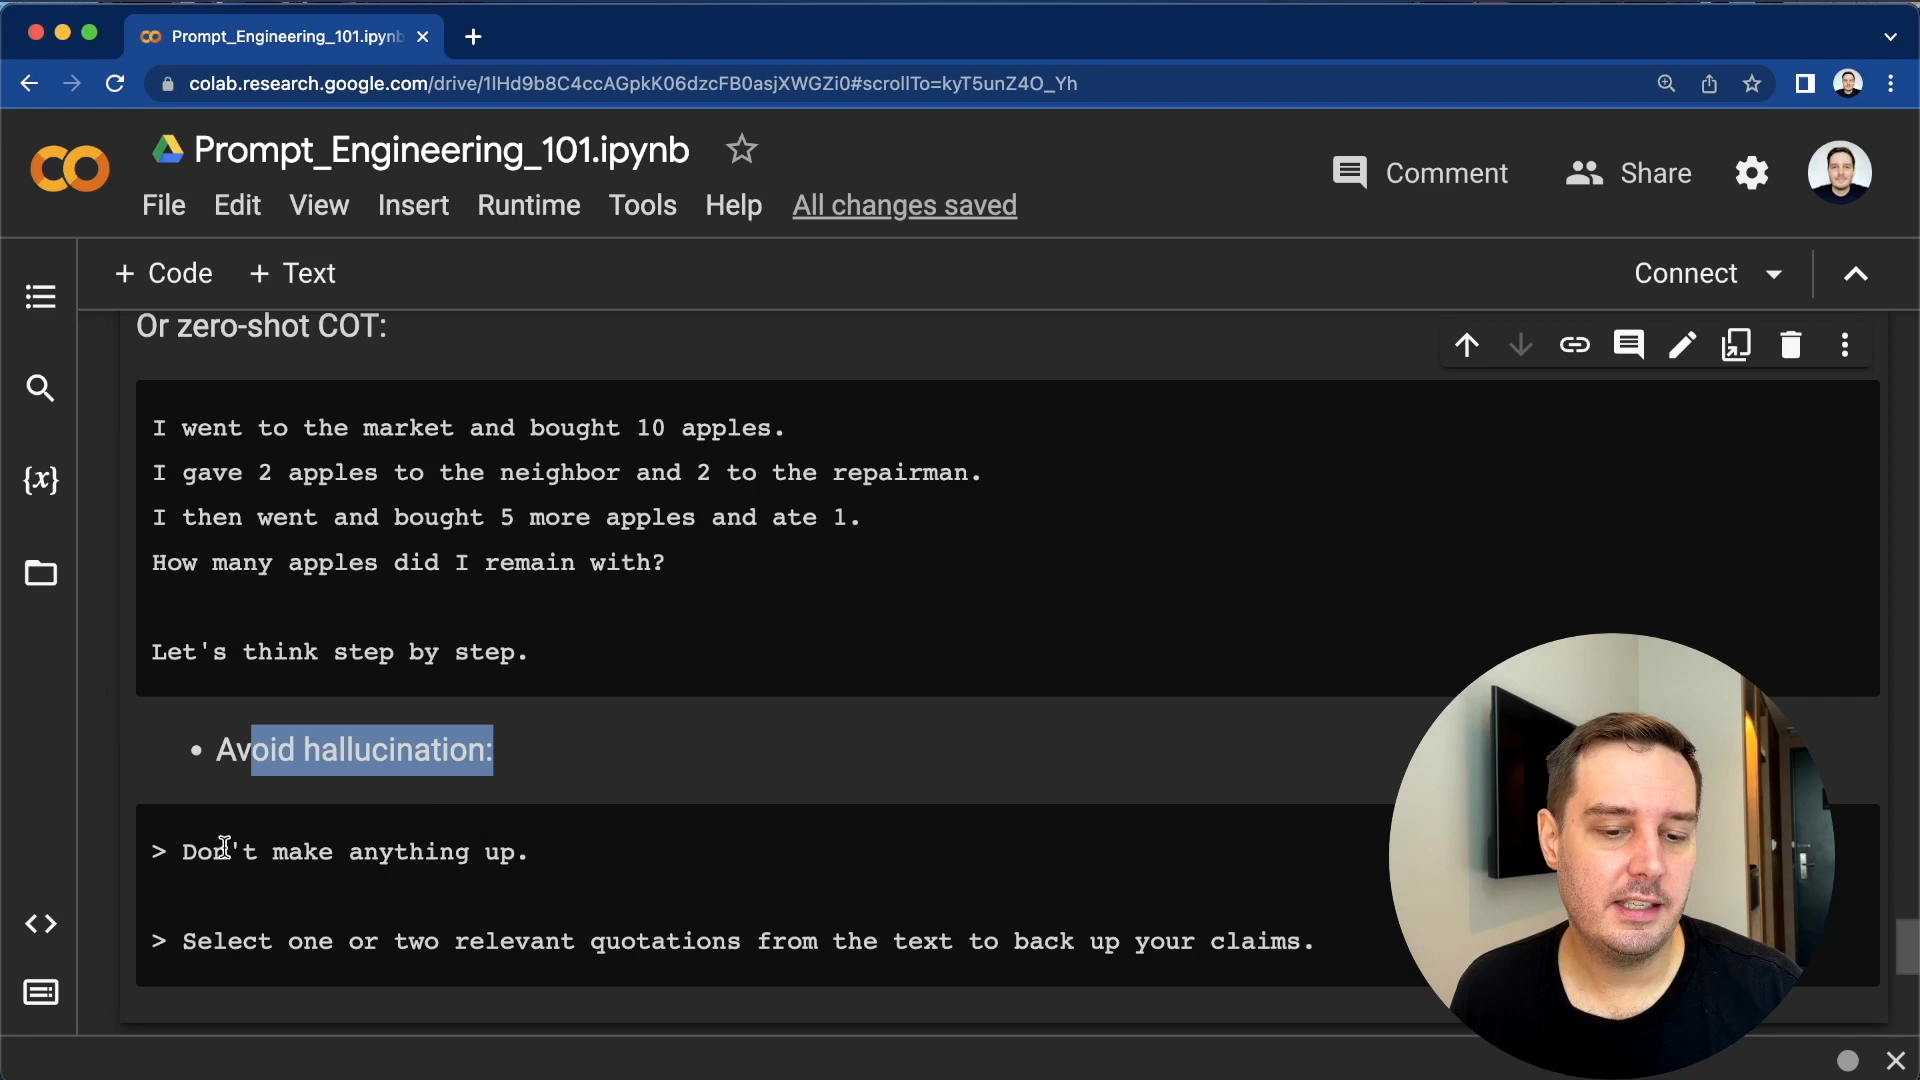 Prompt_Engineering_101.ipynb
colab.research.google.com/drive/1lHd9b8C4ccAGpkK06dzcFB0asjXWGZi0#scrollTo=kyT5unZ4O_Yh
Prompt_Engineering_101.ipynb
Comment
Share
File Edit View Insert Runtime Tools Help All changes saved
+ Code + Text
Connect
Or zero-shot COT:
I went to the market and bought 10 apples.
I gave 2 apples to the neighbor and 2 to the repairman.
I then went and bought 5 more apples and ate 1.
How many apples did I remain with?
Let's think step by step.
• Avoid hallucination:
> Don't make anything up.
> Select one or two relevant quotations from the text to back up your claims.